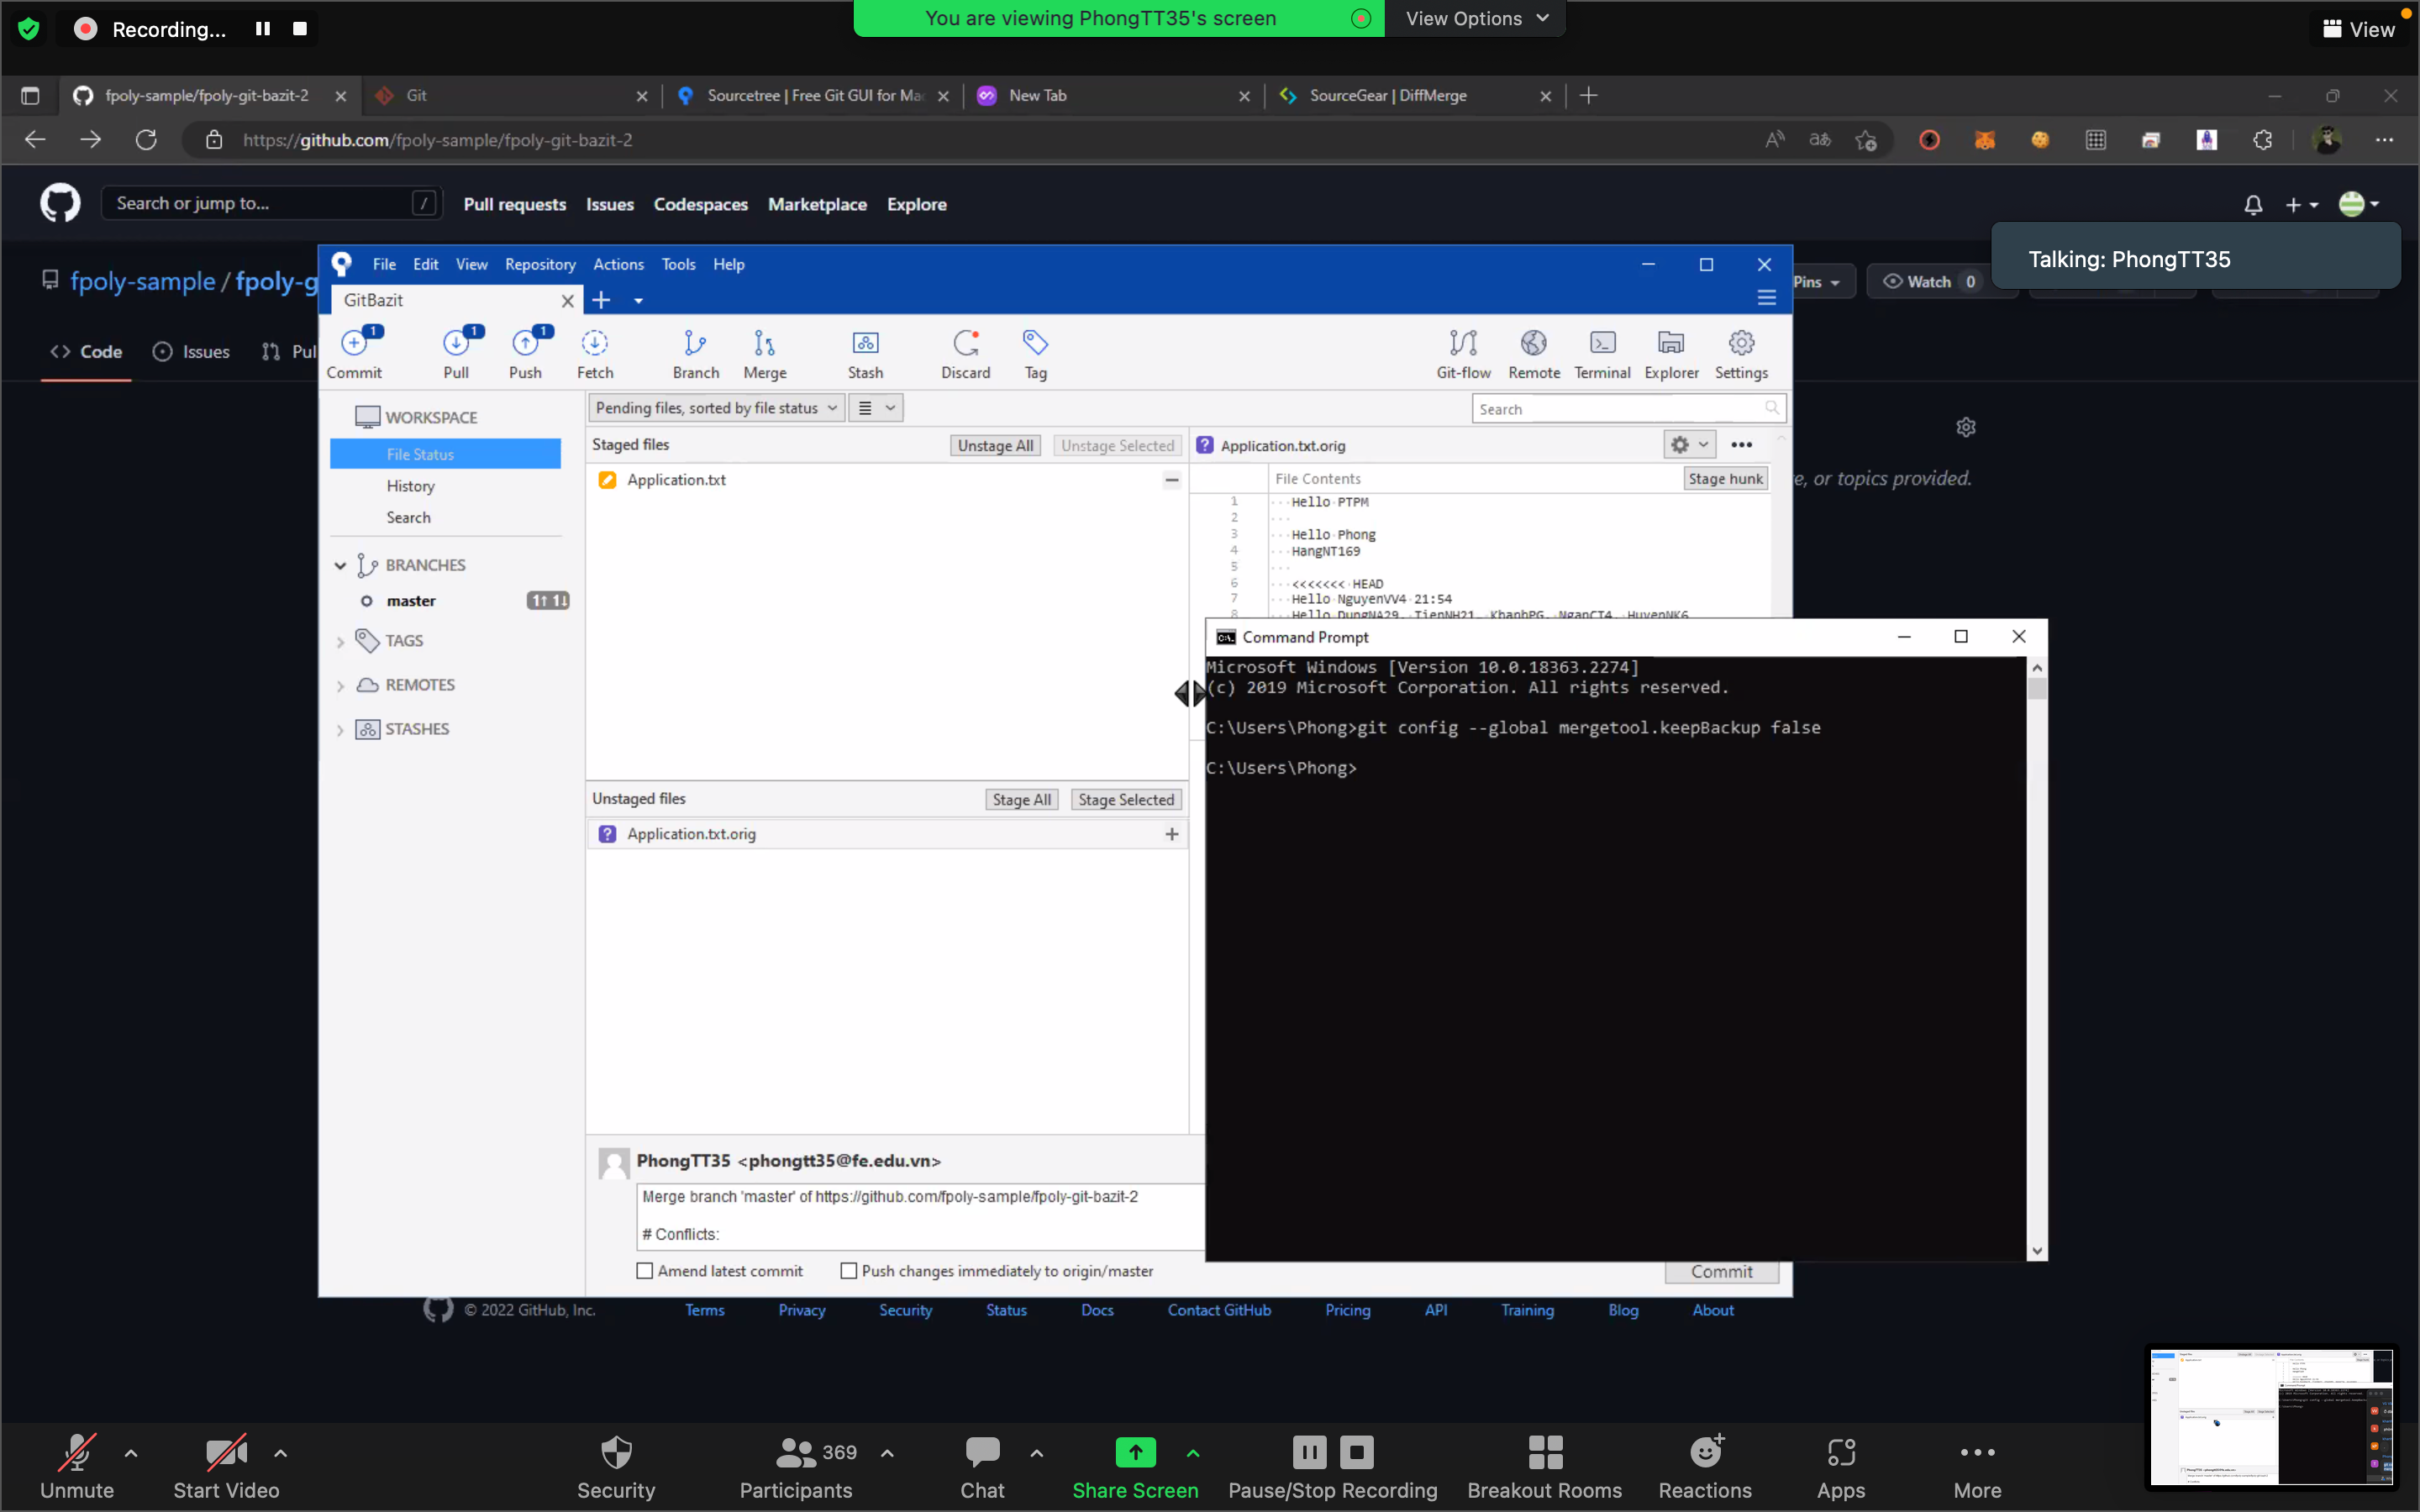 Recording...
You are viewing PhongTT35's screen
View Options
View
fpoly-sample/fpoly-git-bazit-2
Git
Sourcetree | Free Git GUI for Mac
New Tab
SourceGear | DiffMerge
https://github.com/fpoly-sample/fpoly-git-bazit-2
Search or jump to...
/
Pull requests
Issues
Codespaces
Marketplace
Explore
Talking: PhongTT35
fpoly-sample / fpoly-g
Pins
Watch 0
Code
Issues
Pul
e, or topics provided.
File Edit View Repository Actions Tools Help
GitBazit
1
Commit
1
Pull
1
Push
Fetch
Branch
Merge
Stash
Discard
Tag
Git-flow
Remote
Terminal
Explorer
Settings
WORKSPACE
File Status
History
Search
BRANCHES
master 1↑ 1↓
TAGS
REMOTES
STASHES
Pending files, sorted by file status
Search
Staged files
Unstage All
Unstage Selected
Application.txt
Application.txt.orig
File Contents
Stage hunk
1 Hello PTPM
2
3 Hello Phong
4 HangNT169
5
6 <<<<<<< HEAD
7 Hello NguyenVV4 21:54
8 Hello DungNA29, TienNH21, KhanhPG, NganCT4, HuyenNK6
Unstaged files
Stage All
Stage Selected
Application.txt.orig
Command Prompt
Microsoft Windows [Version 10.0.18363.2274]
(c) 2019 Microsoft Corporation. All rights reserved.
C:\Users\Phong>git config --global mergetool.keepBackup false
C:\Users\Phong>
PhongTT35 <phongtt35@fe.edu.vn>
Merge branch 'master' of https://github.com/fpoly-sample/fpoly-git-bazit-2
# Conflicts:
Amend latest commit
Push changes immediately to origin/master
Commit
© 2022 GitHub, Inc.
Terms
Privacy
Security
Status
Docs
Contact GitHub
Pricing
API
Training
Blog
About
Unmute
Start Video
Security
369
Participants
Chat
Share Screen
Pause/Stop Recording
Breakout Rooms
Reactions
Apps
More